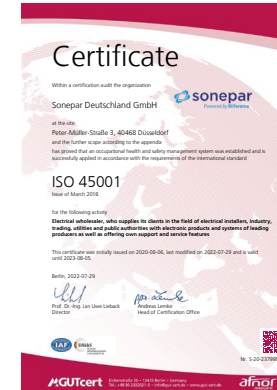 Certificate
Within a certification audit the organization
sonepar
Powered by Difference
Sonepar Deutschland GmbH
at the site
Peter-Müller-Straße 3, 40468 Düsseldorf
and the further scope according to the appendix
has proved that an occupational health and safety management system was established and is
successfully applied in accordance with the requirements of the international standard
ISO 45001
Issue of March 2018
for the following activity
Electrical wholesaler, who supplies its clients in the field of electrical installers, industry,
trading, utilities and public authorities with electronic products and systems of leading
producers as well as offering own support and service features
This certificate was initially issued on 2020-08-06, last modified on 2022-07-29 and is valid
until 2023-08-05.
Berlin, 2022-07-29
Prof. Dr.-Ing. Jan Uwe Lieback
Director
Andreas Lemke
Head of Certification Office
IAF
DAkkS
GUTcert
afnor